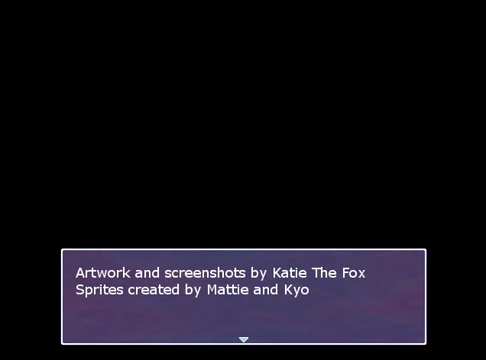 Artwork and screenshots by Katie The Fox
Sprites created by Mattie and Kyo